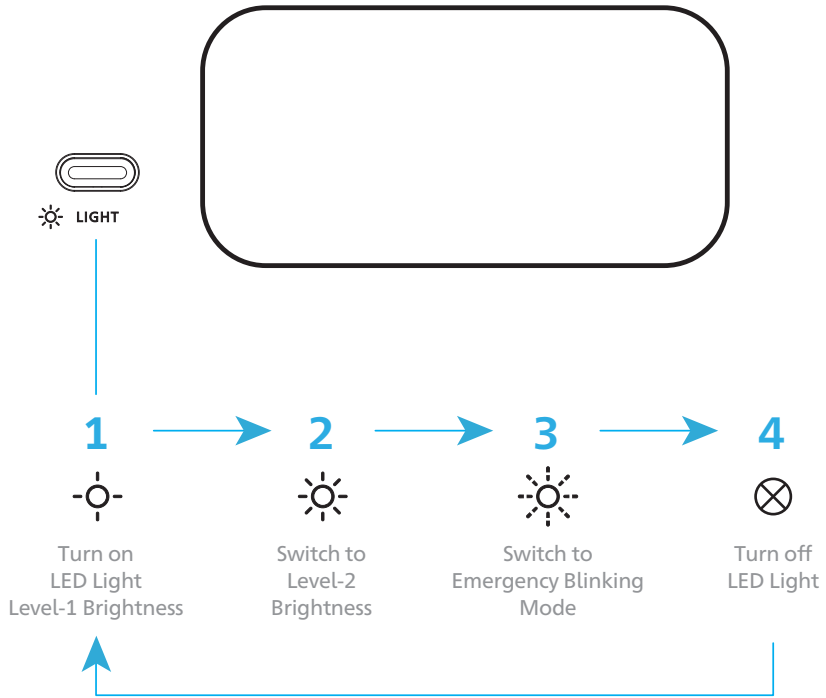 LIGHT
1
2
3
4
Turn on
LED Light
Level-1 Brightness
Switch to
Level-2
Brightness
Switch to
Emergency Blinking
Mode
Turn off
LED Light